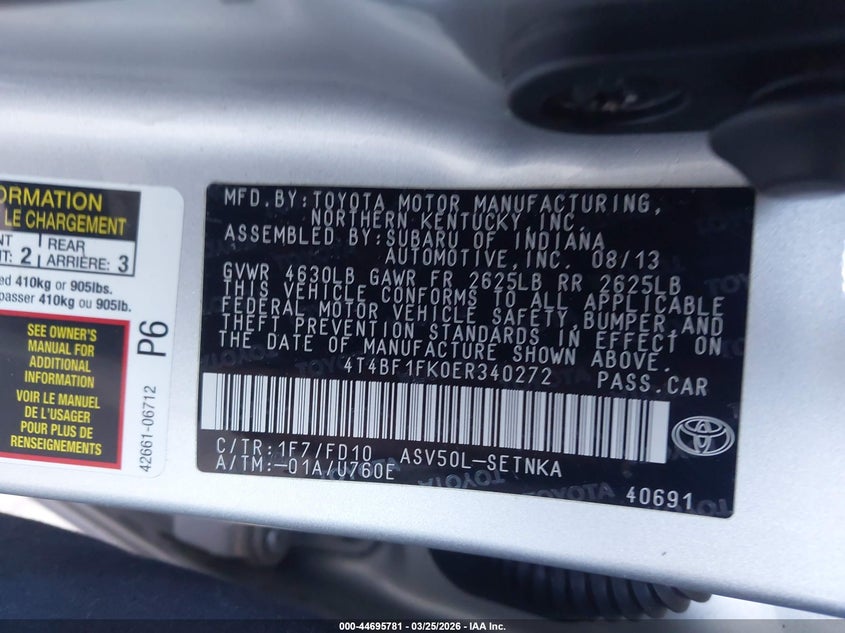 ORMATION
LE CHARGEMENT
NT REAR
NT: 2 ARRIÈRE: 3
ed 410kg or 905lbs.
passer 410kg ou 905lb.
SEE OWNER'S
MANUAL FOR
ADDITIONAL
INFORMATION
VOIR LE MANUEL
DE L'USAGER
POUR PLUS DE
RENSEIGNEMENTS
42661-06712
P6
MFD.BY:TOYOTA MOTOR MANUFACTURING,
NORTHERN KENTUCKY INC.
ASSEMBLED BY:SUBARU OF INDIANA
AUTOMOTIVE,INC. 08/13
GVWR 4630LB GAWR FR 2625LB RR 2625LB
THIS VEHICLE CONFORMS TO ALL APPLICABLE
FEDERAL MOTOR VEHICLE SAFETY,BUMPER,AND
THEFT PREVENTION STANDARDS IN EFFECT ON
THE DATE OF MANUFACTURE SHOWN ABOVE.
4T4BF1FK0ER340272 PASS.CAR
C/TR:1F7/FD10 ASV50L-SETNKA
A/TM:-01A/U760E
TOYOTA
40691
000-44695781 - 03/25/2026 - IAA Inc.